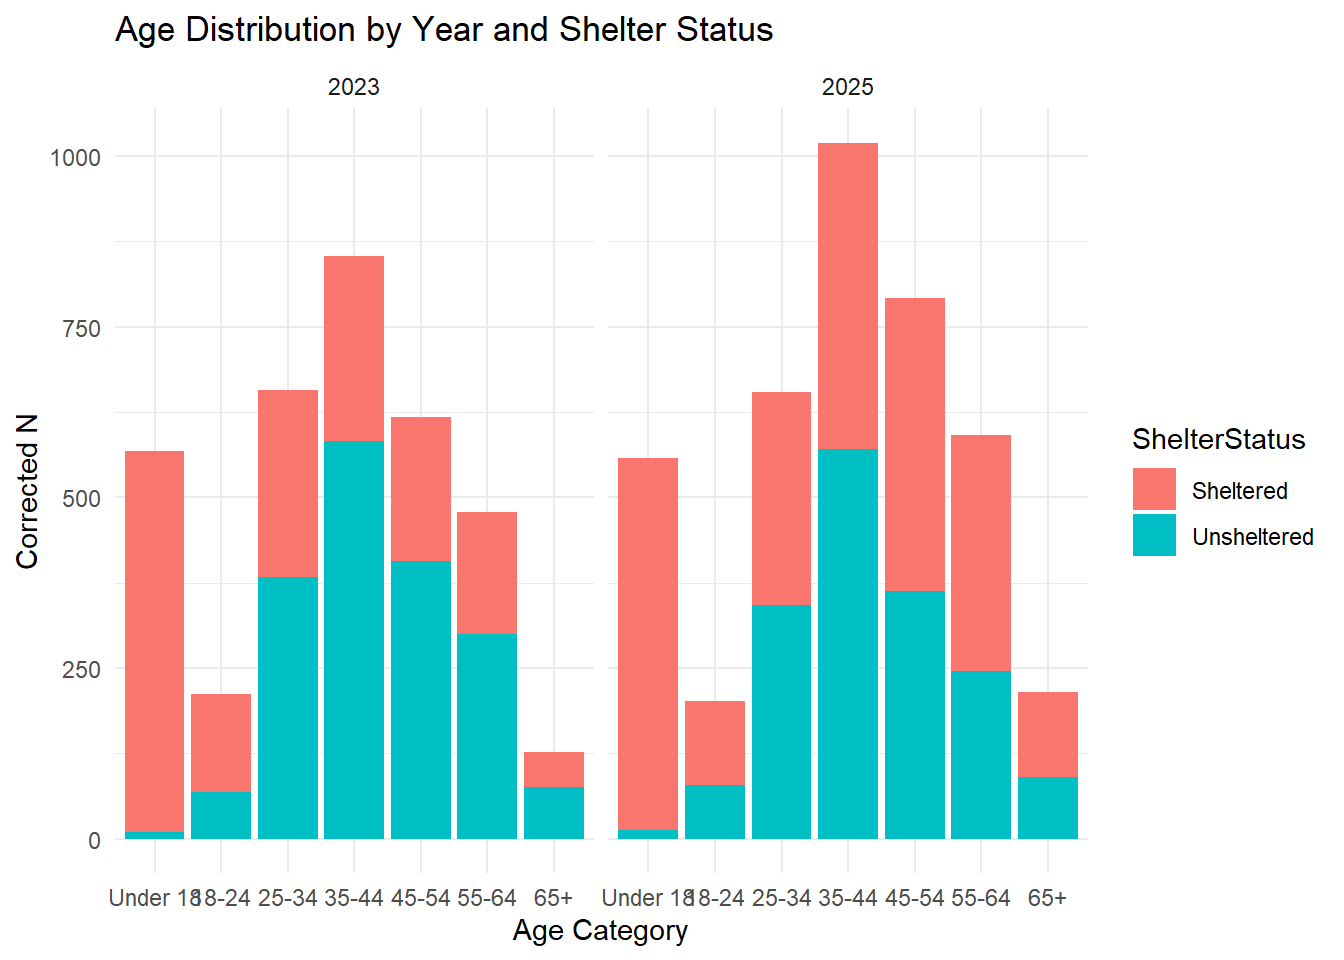 Age Distribution by Year and Shelter Status
2023
2025
1000
750
500
250
0
Corrected N
Under 18 18-24 25-34 35-44 45-54 55-64 65+
Under 18 18-24 25-34 35-44 45-54 55-64 65+
Age Category
ShelterStatus
Sheltered
Unsheltered